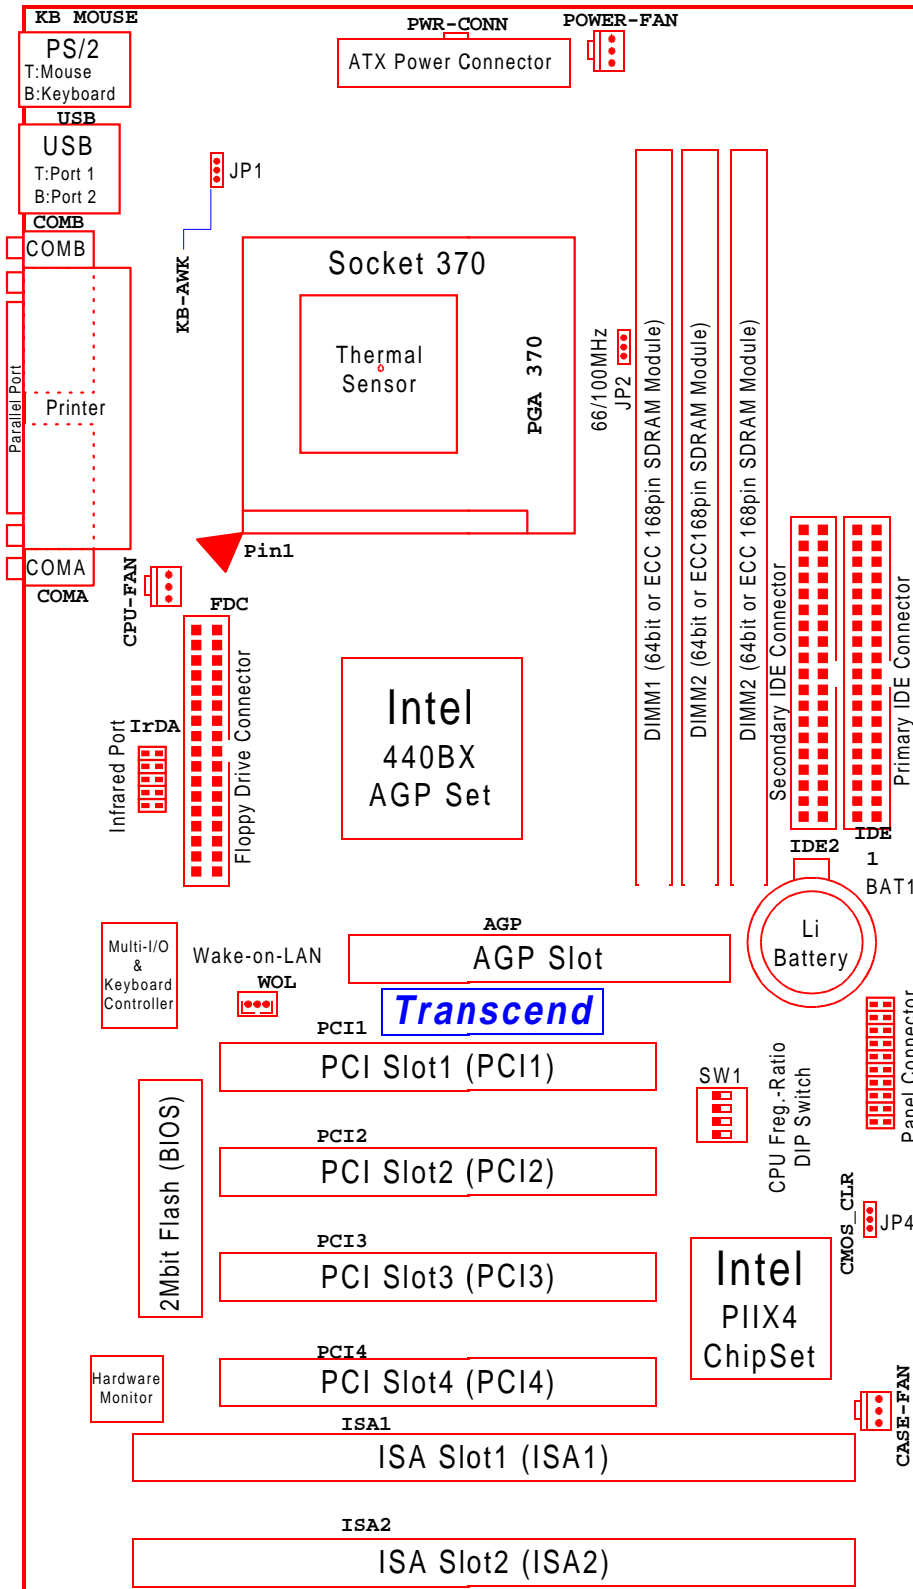 KB MOUSE
PS/2
T:Mouse
B:Keyboard
USB
USB
T:Port 1
B:Port 2
COMB
COMB
Parallel Port
Printer
COMA
COMA
PWR-CONN
ATX Power Connector
POWER-FAN
JP1
KB-AWK
Socket 370
Thermal
Sensor
PGA 370
Pin1
66/100MHz
JP2
DIMM1 (64bit or ECC 168pin SDRAM Module)
DIMM2 (64bit or ECC168pin SDRAM Module)
DIMM2 (64bit or ECC 168pin SDRAM Module)
Secondary IDE Connector
Primary IDE Connector
IDE2
IDE
1
CPU-FAN
FDC
Floppy Drive Connector
IrDA
Infrared Port
Intel
440BX
AGP Set
BAT1
Li
Battery
Multi-I/O
&
Keyboard
Controller
Wake-on-LAN
WOL
AGP
AGP Slot
Transcend
PCI1
PCI Slot1 (PCI1)
SW1
CPU Freg.-Ratio
DIP Switch
Panel Connector
2Mbit Flash (BIOS)
PCI2
PCI Slot2 (PCI2)
CMOS_CLR
JP4
PCI3
PCI Slot3 (PCI3)
Intel
PIIX4
ChipSet
Hardware
Monitor
PCI4
PCI Slot4 (PCI4)
CASE-FAN
ISA1
ISA Slot1 (ISA1)
ISA2
ISA Slot2 (ISA2)